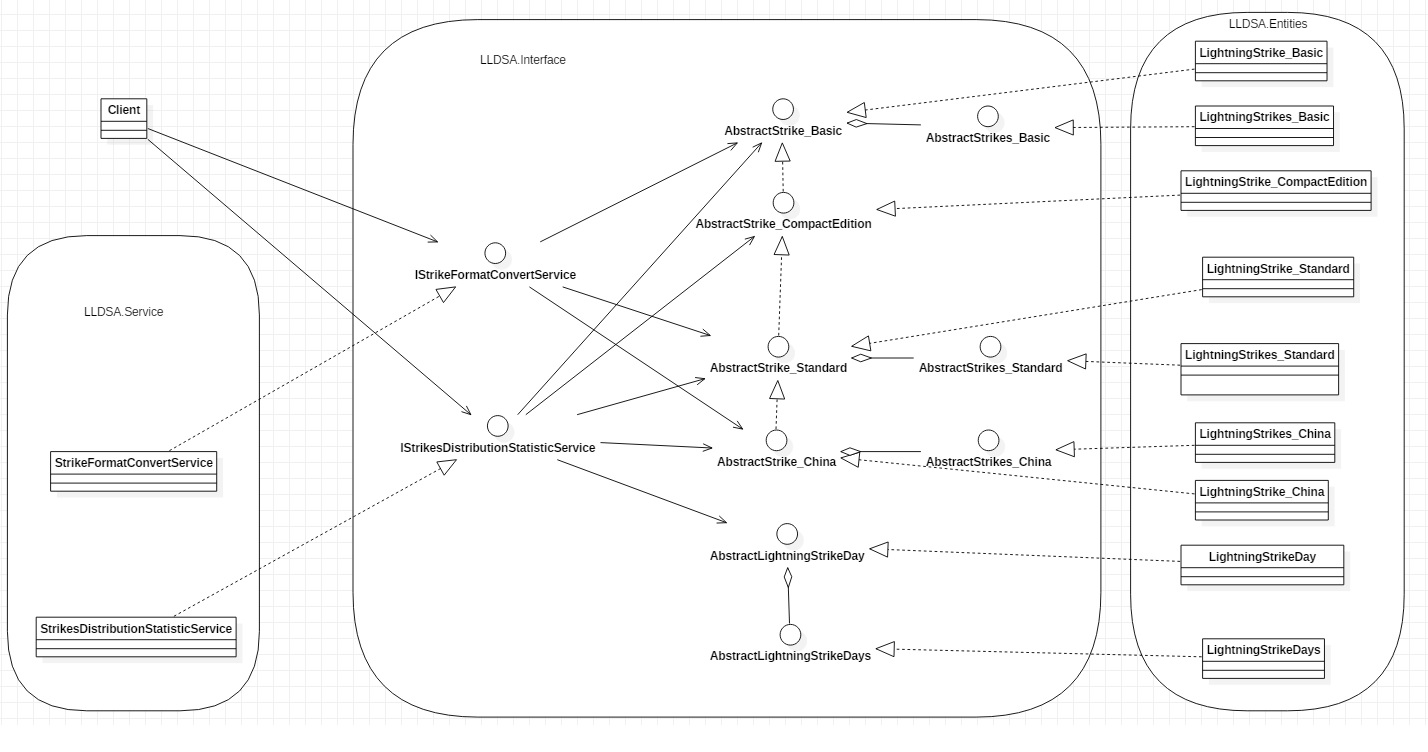 LLDSA.Entities
LLDSA.Interface
LLDSA.Service
Client
IStrikeFormatConvertService
IStrikesDistributionStatisticService
StrikeFormatConvertService
StrikesDistributionStatisticService
AbstractStrike_Basic
AbstractStrikes_Basic
AbstractStrike_CompactEdition
AbstractStrike_Standard
AbstractStrikes_Standard
AbstractStrike_China
AbstractStrikes_China
AbstractLightningStrikeDay
AbstractLightningStrikeDays
LightningStrike_Basic
LightningStrikes_Basic
LightningStrike_CompactEdition
LightningStrike_Standard
LightningStrikes_Standard
LightningStrikes_China
LightningStrike_China
LightningStrikeDay
LightningStrikeDays